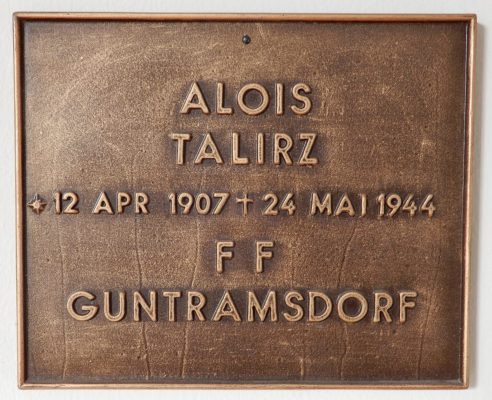 ALOIS
TALIRZ
* 12 APR 1907 † 24 MAI 1944
F F
GUNTRAMSDORF